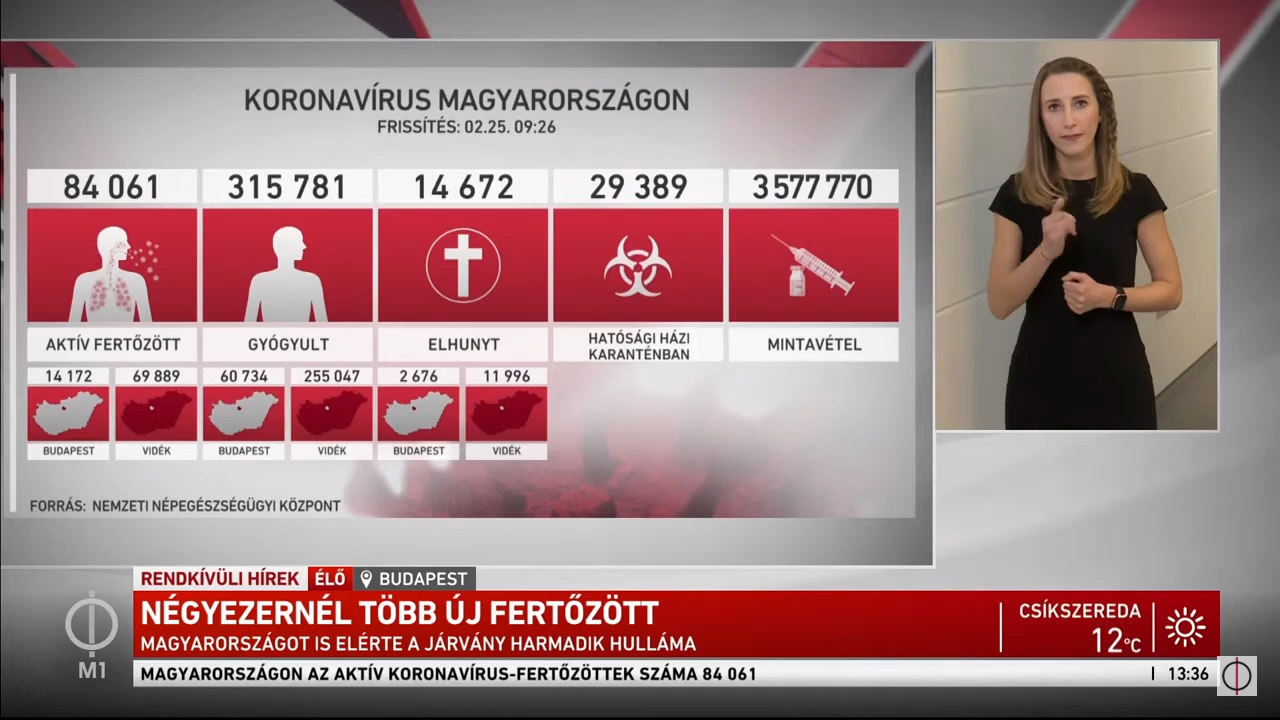 KORONAVÍRUS MAGYARORSZÁGON
FRISSÍTÉS: 02.25. 09:26
84 061
315 781
14 672
29 389
3 577 770
AKTÍV FERTŐZÖTT
GYÓGYULT
ELHUNYT
HATÓSÁGI HÁZI
KARANTÉNBAN
MINTAVÉTEL
14 172
69 889
60 734
255 047
2 676
11 996
BUDAPEST
VIDÉK
BUDAPEST
VIDÉK
BUDAPEST
VIDÉK
FORRÁS: NEMZETI NÉPEGÉSZSÉGÜGYI KÖZPONT
RENDKÍVÜLI HÍREK ÉLŐ BUDAPEST
NÉGYEZERNÉL TÖBB ÚJ FERTŐZÖTT
MAGYARORSZÁGOT IS ELÉRTE A JÁRVÁNY HARMADIK HULLÁMA
CSÍKSZEREDA
12°C
M1
MAGYARORSZÁGON AZ AKTÍV KORONAVÍRUS-FERTŐZÖTTEK SZÁMA 84 061
13:36